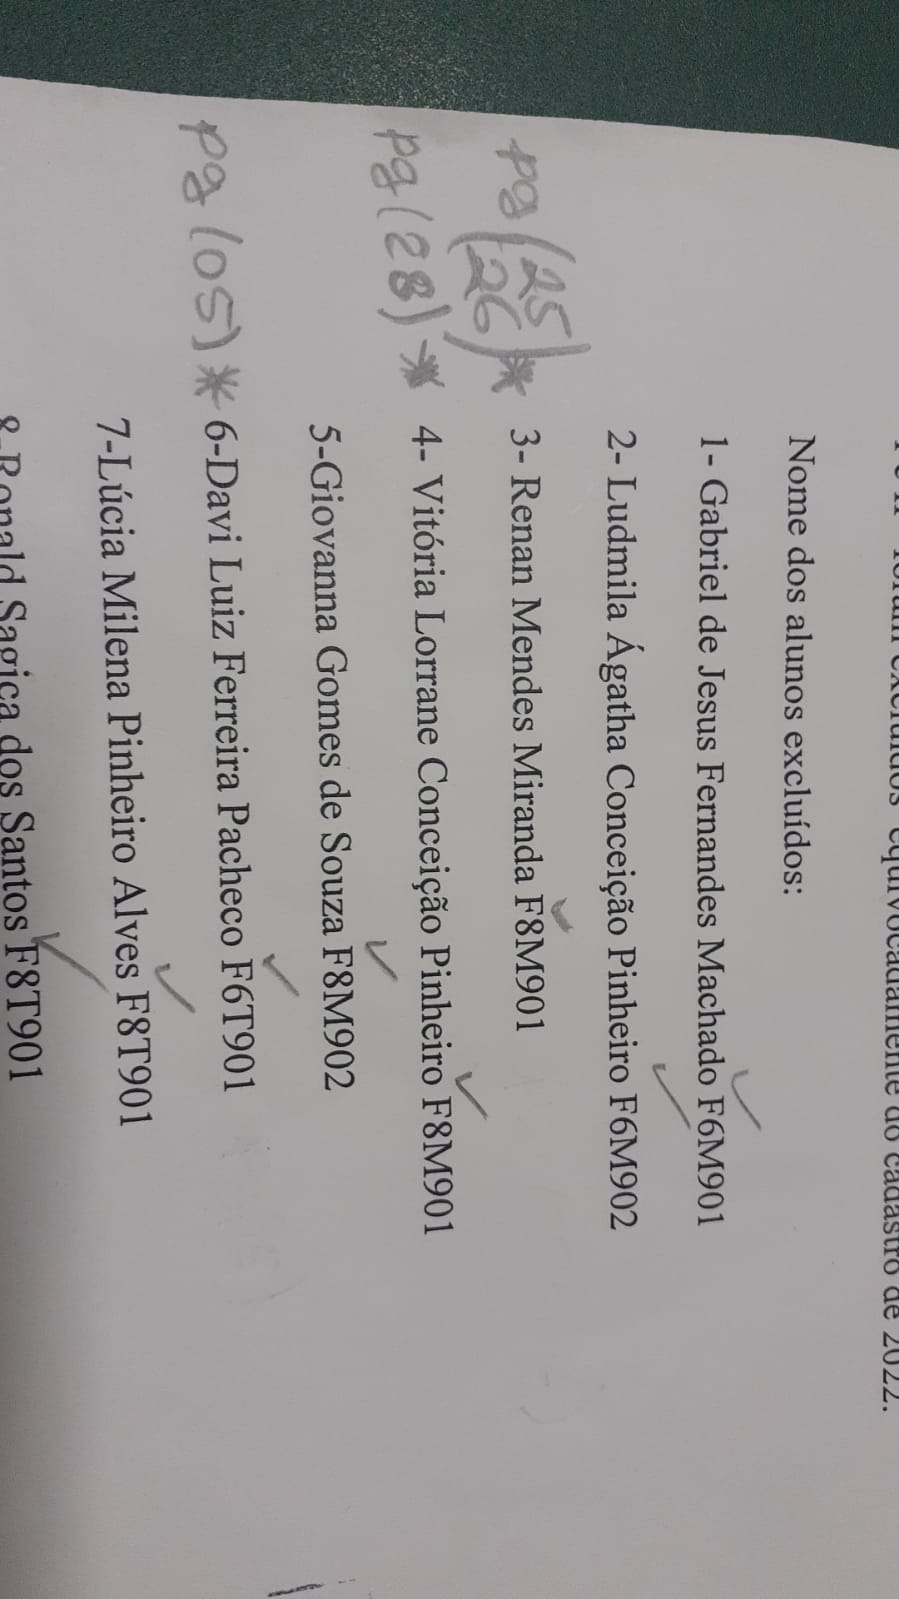 foram excluídos equivocadamente do cadastro de 2022.
Nome dos alunos excluídos:
1- Gabriel de Jesus Fernandes Machado F6M901
2- Ludmila Ágatha Conceição Pinheiro F6M902
pg (25 26) * 3- Renan Mendes Miranda F8M901
pg (28) * 4- Vitória Lorrane Conceição Pinheiro F8M901
5-Giovanna Gomes de Souza F8M902
pg (05) * 6-Davi Luiz Ferreira Pacheco F6T901
7-Lúcia Milena Pinheiro Alves F8T901
8-Ronald Sagica dos Santos F8T901